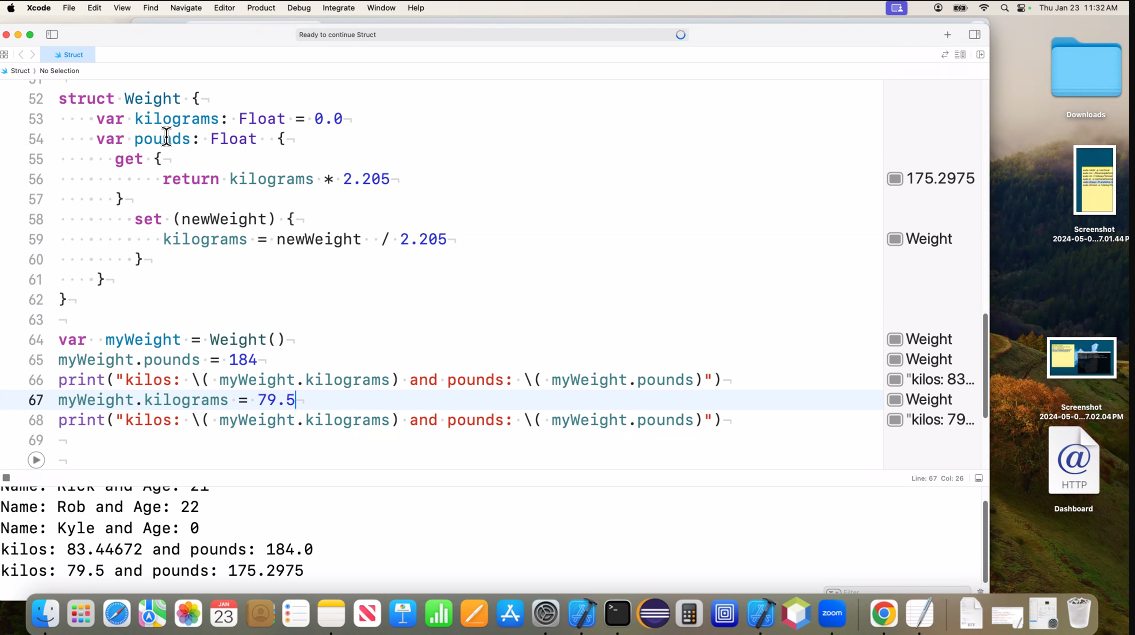 Xcode File Edit View Find Navigate Editor Product Debug Integrate Window Help Thu Jan 23 11:32 AM
Ready to continue Struct
Struct
Struct No Selection
51
52 struct Weight {
53 var kilograms: Float = 0.0
54 var pounds: Float {
55 get {
56 return kilograms * 2.205 175.2975
57 }
58 set (newWeight) {
59 kilograms = newWeight / 2.205 Weight
60 }
61 }
62 }
63
64 var myWeight = Weight() Weight
65 myWeight.pounds = 184 Weight
66 print("kilos: \( myWeight.kilograms) and pounds: \( myWeight.pounds)") "kilos: 83...
67 myWeight.kilograms = 79.5 Weight
68 print("kilos: \( myWeight.kilograms) and pounds: \( myWeight.pounds)") "kilos: 79...
69
Line: 67 Col: 26
Name: Rick and Age: 21
Name: Rob and Age: 22
Name: Kyle and Age: 0
kilos: 83.44672 and pounds: 184.0
kilos: 79.5 and pounds: 175.2975
Filter
Downloads
Screenshot
2024-05-0...7.01.44 P
Screenshot
2024-05-0...7.02.04 PM
@
HTTP
Dashboard
JAN
23
zoom